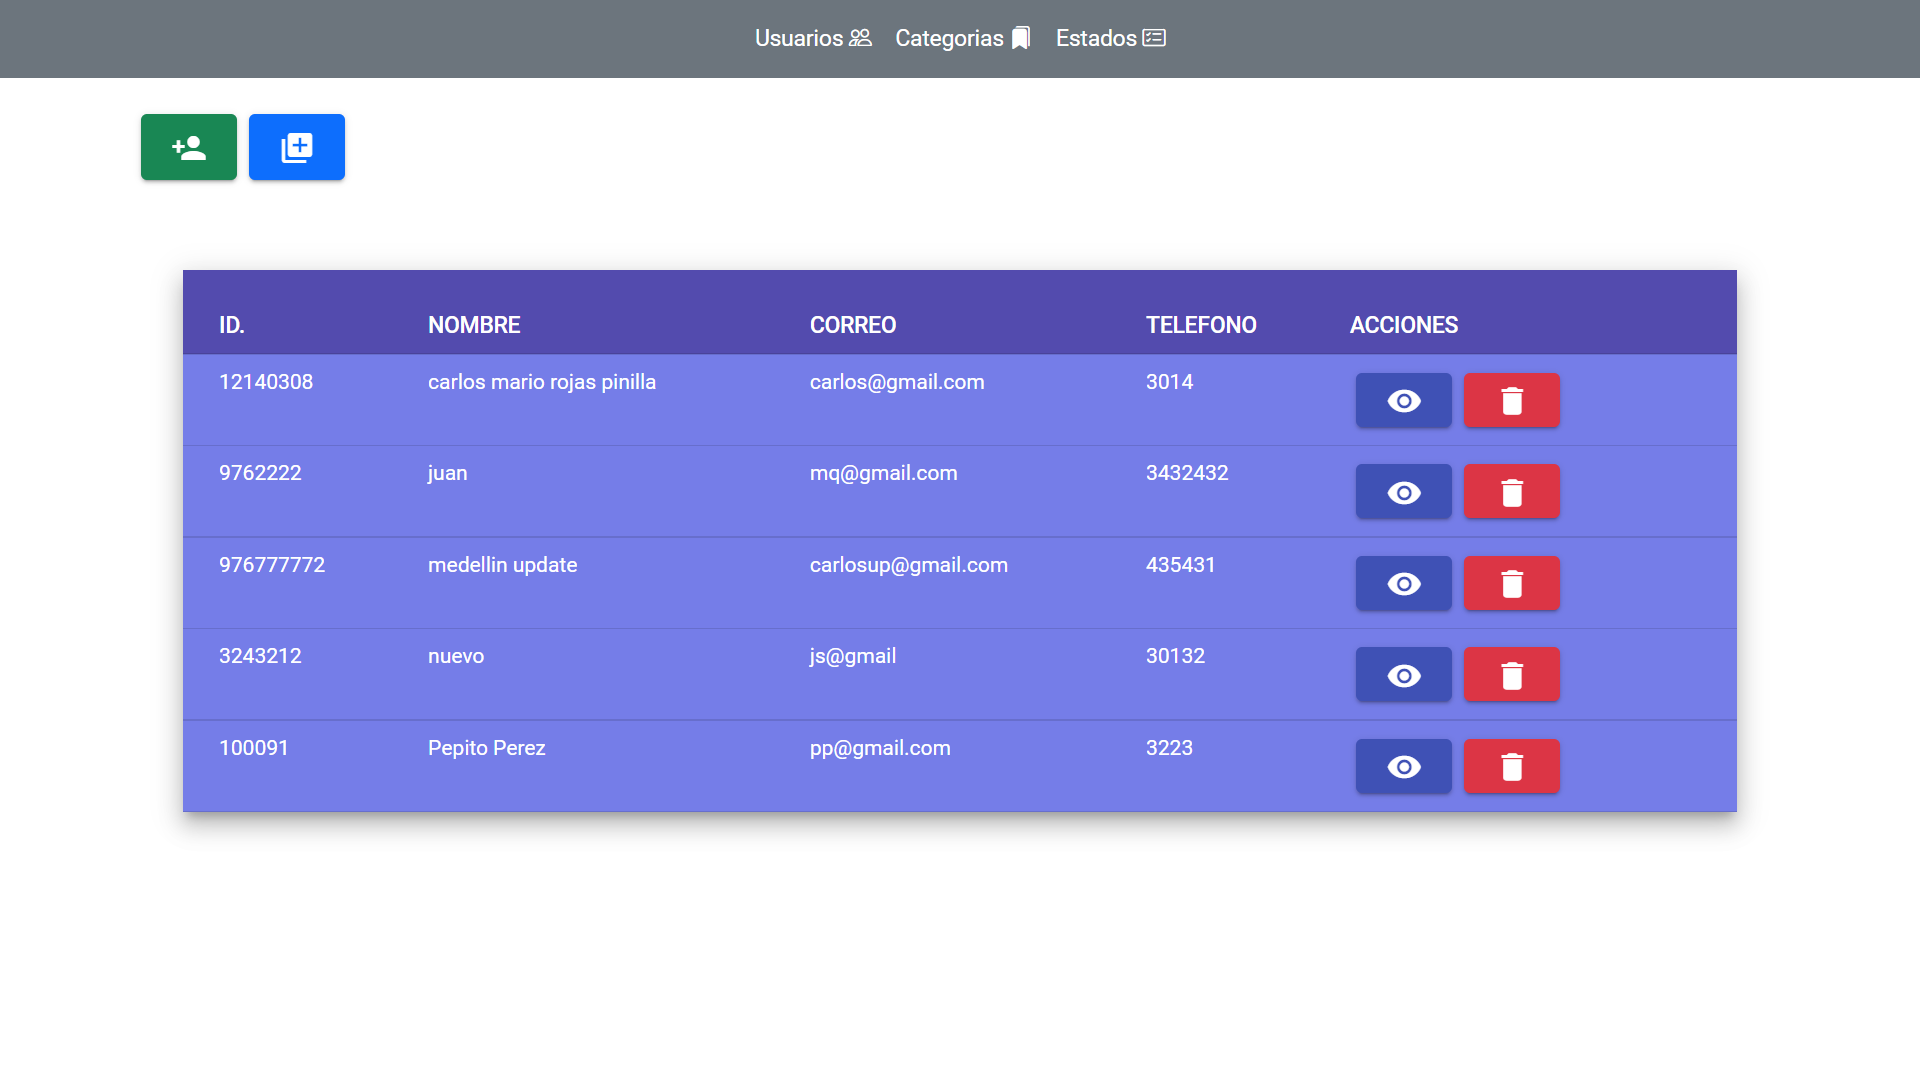 Usuarios Categorias Estados
ID. NOMBRE CORREO TELEFONO ACCIONES
12140308 carlos mario rojas pinilla carlos@gmail.com 3014
9762222 juan mq@gmail.com 3432432
976777772 medellin update carlosup@gmail.com 435431
3243212 nuevo js@gmail 30132
100091 Pepito Perez pp@gmail.com 3223